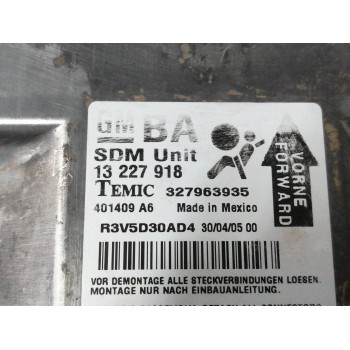 GM BA
SDM Unit
13 227 918
TEMIC 327963935
401409 A6 Made in Mexico
R3V5D30AD4 30/04/05 00
VORNE
FORWARD
VOR DEMONTAGE ALLE STECKVERBINDUNGEN LOESEN.
MONTAGE NUR NACH EINBAUANLEITUNG.